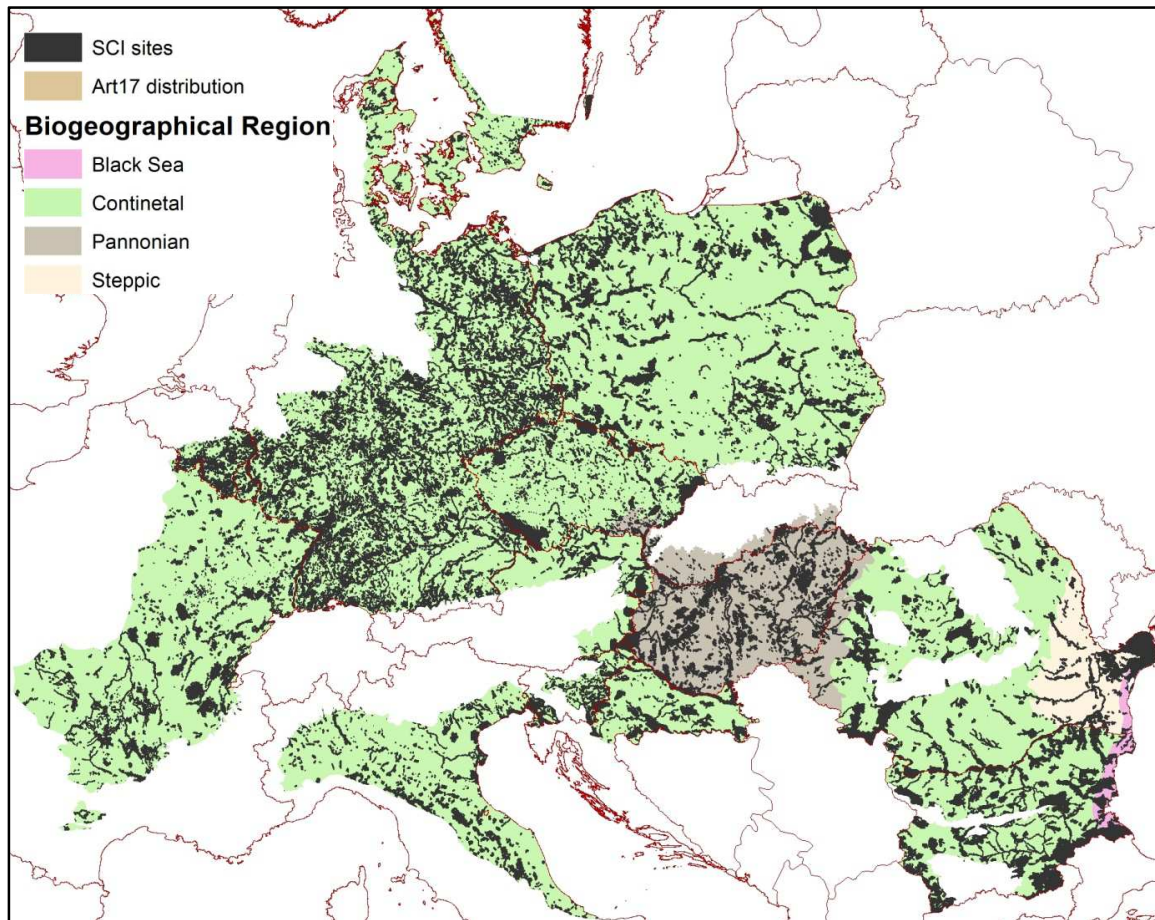 SCI sites
Art17 distribution
Biogeographical Region
Black Sea
Continetal
Pannonian
Steppic